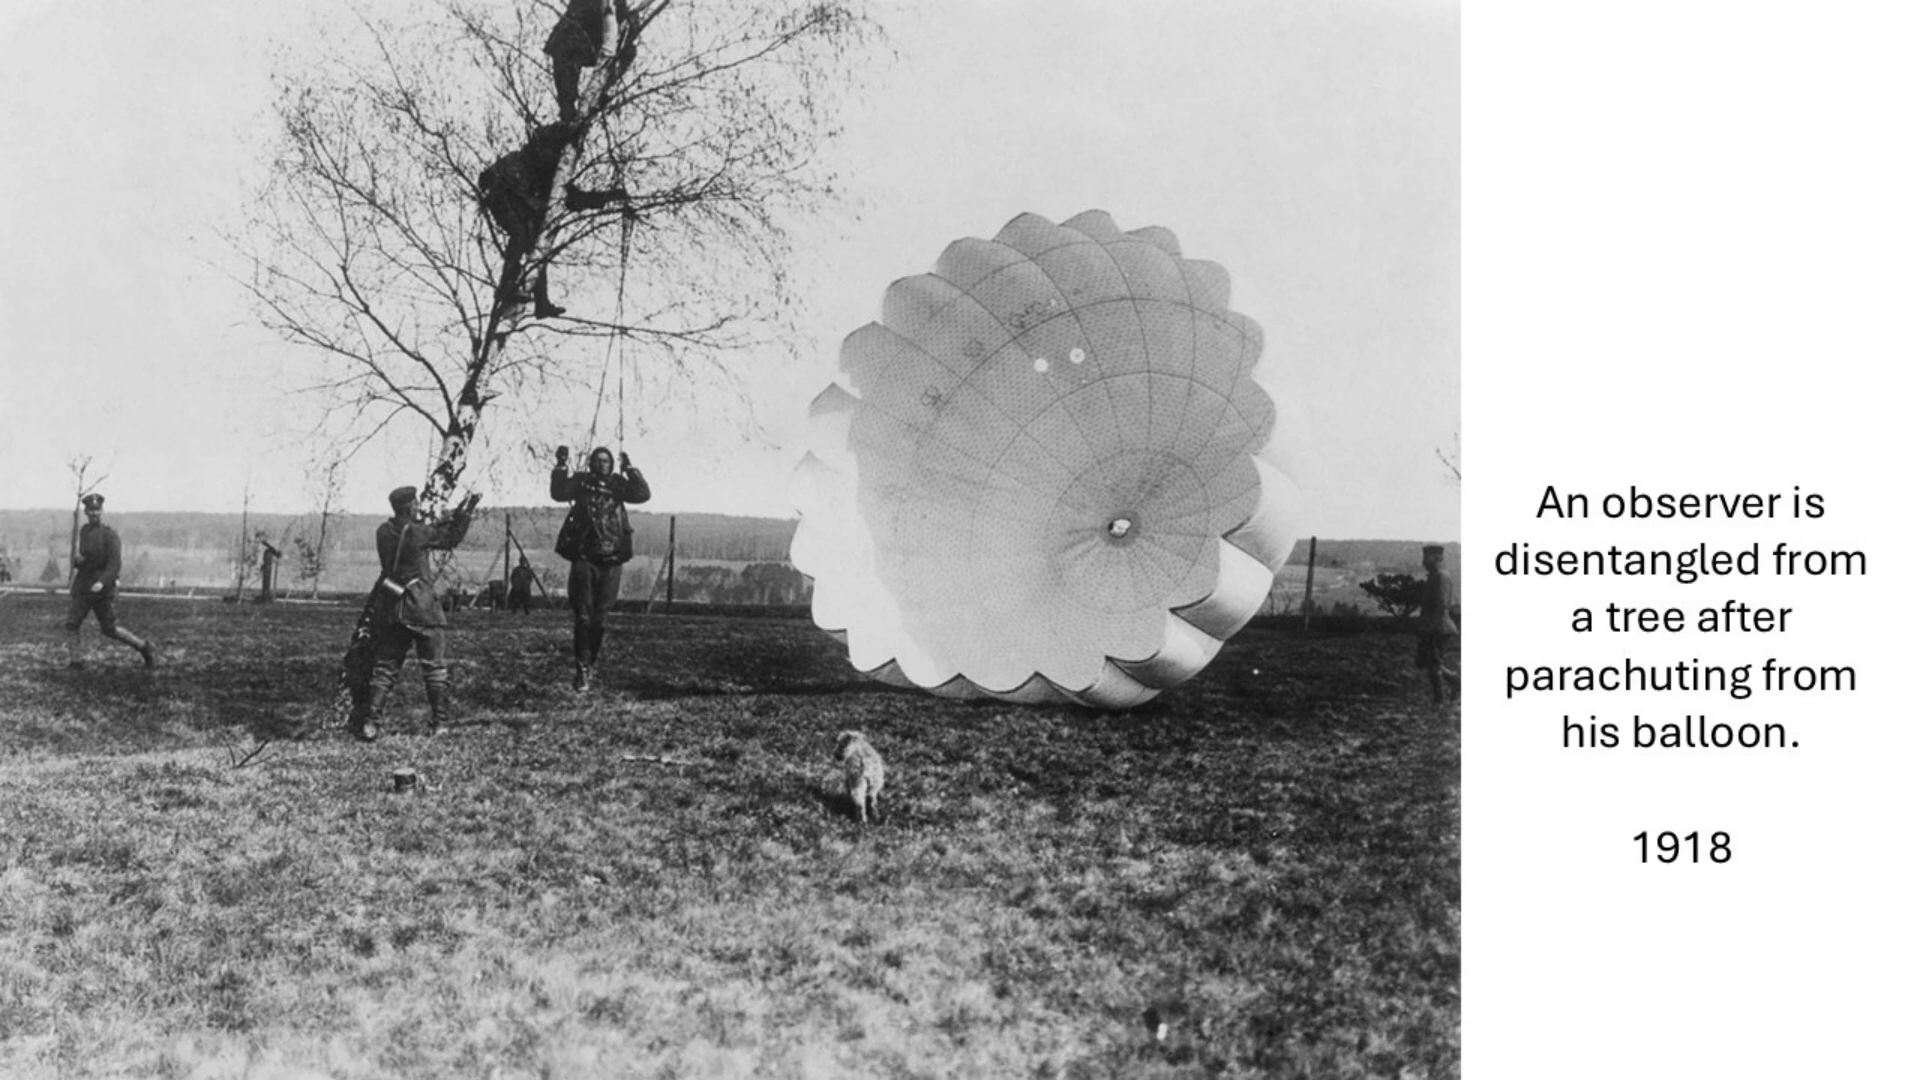 An observer is
disentangled from
a tree after
parachuting from
his balloon.
1918